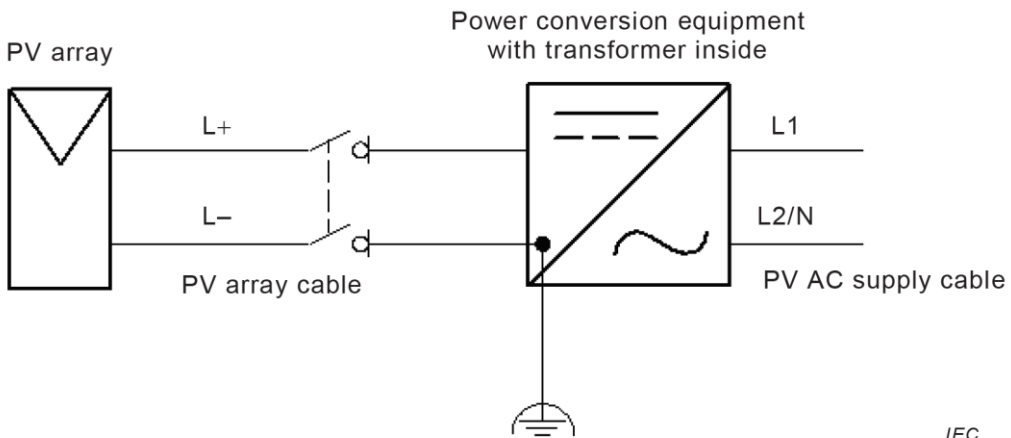 Power conversion equipment
with transformer inside
PV array
L+
L1
L–
L2/N
PV array cable
PV AC supply cable
IEC